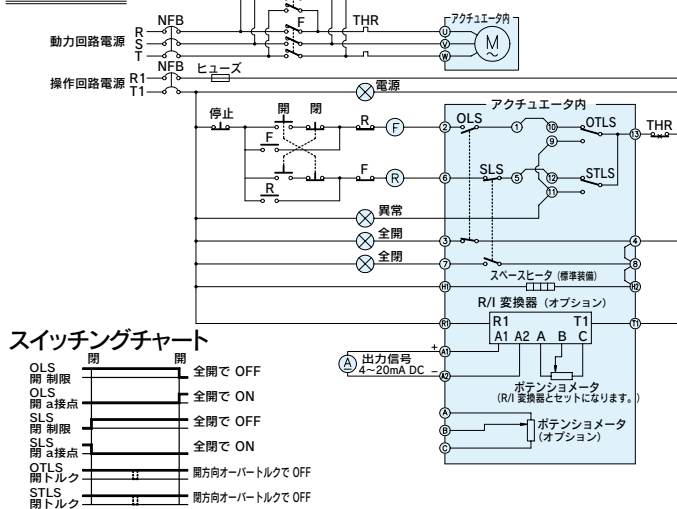 F
NFB
THR
アクチュエータ内
動力回路電源
R
S
T
U
V
W
M
NFB
ヒューズ
操作回路電源 R1
T1
電源
アクチュエータ内
停止
開
閉
R
F
F
2
OLS
1
10
OTLS
13
THR
9
F
R
R
6
SLS
5
12
STLS
11
異常
全開
3
4
全閉
7
8
スペースヒータ (標準装備)
H1
H2
R/I 変換器 (オプション)
R1
R1
T1
T1
A1 A2 A B C
A
出力信号
4~20mA DC
+
−
A1
A2
ポテンショメータ
(R/I 変換器とセットになります。)
A
B
C
ポテンショメータ
(オプション)
スイッチングチャート
閉
開
OLS
開 制限
全開で OFF
OLS
開 a接点
全開で ON
SLS
閉 制限
全閉で OFF
SLS
閉 a接点
全閉で ON
OTLS
開トルク
開方向オーバートルクで OFF
STLS
閉トルク
閉方向オーバートルクで OFF